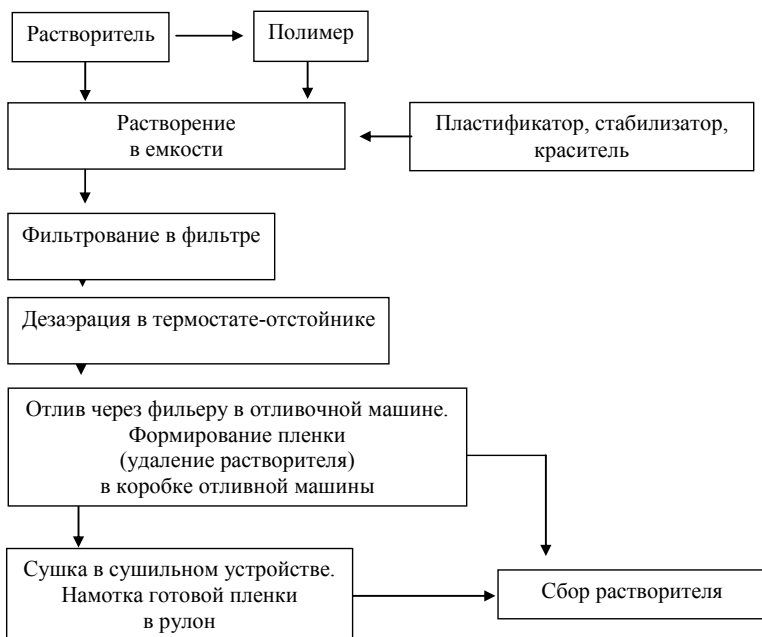 Растворитель
Полимер
Растворение
в емкости
Пластификатор, стабилизатор,
краситель
Фильтрование в фильтре
Дезаэрация в термостате-отстойнике
Отлив через фильеру в отливочной машине.
Формирование пленки
(удаление растворителя)
в коробке отливной машины
Сушка в сушильном устройстве.
Намотка готовой пленки
в рулон
Сбор растворителя